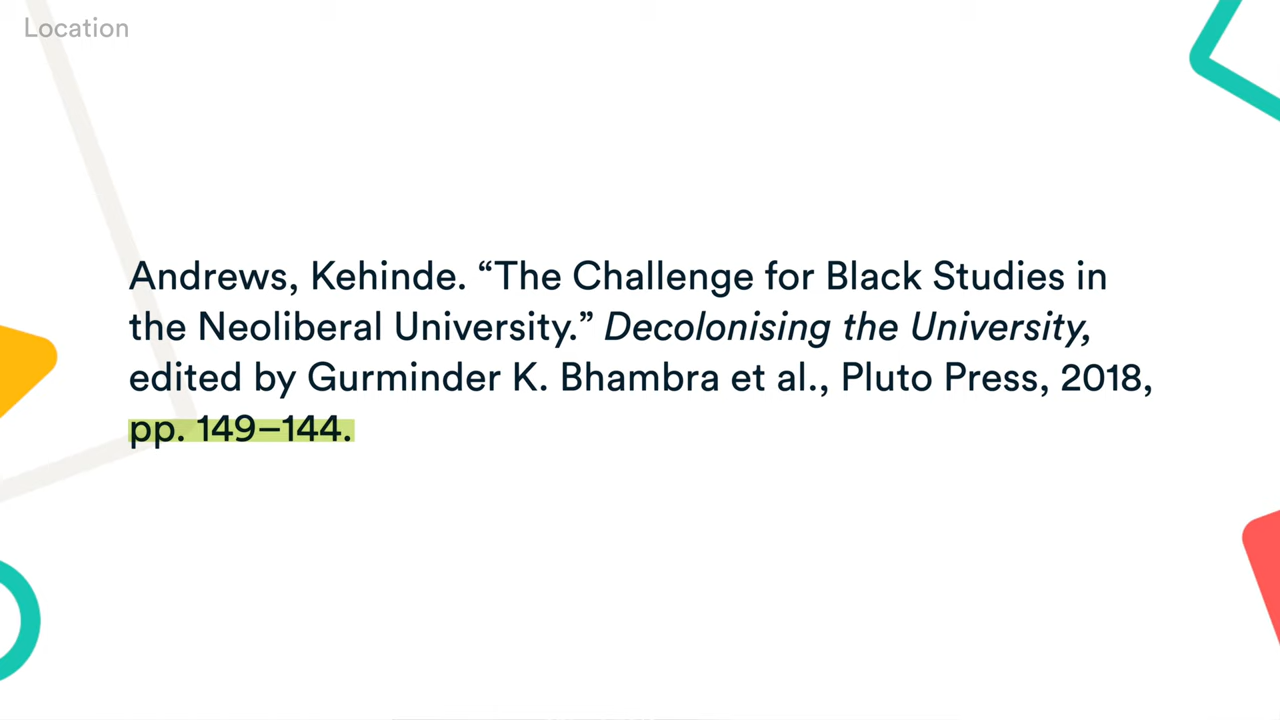 Location
Andrews, Kehinde. “The Challenge for Black Studies in
the Neoliberal University.” Decolonising the University,
edited by Gurminder K. Bhambra et al., Pluto Press, 2018,
pp. 149–144.